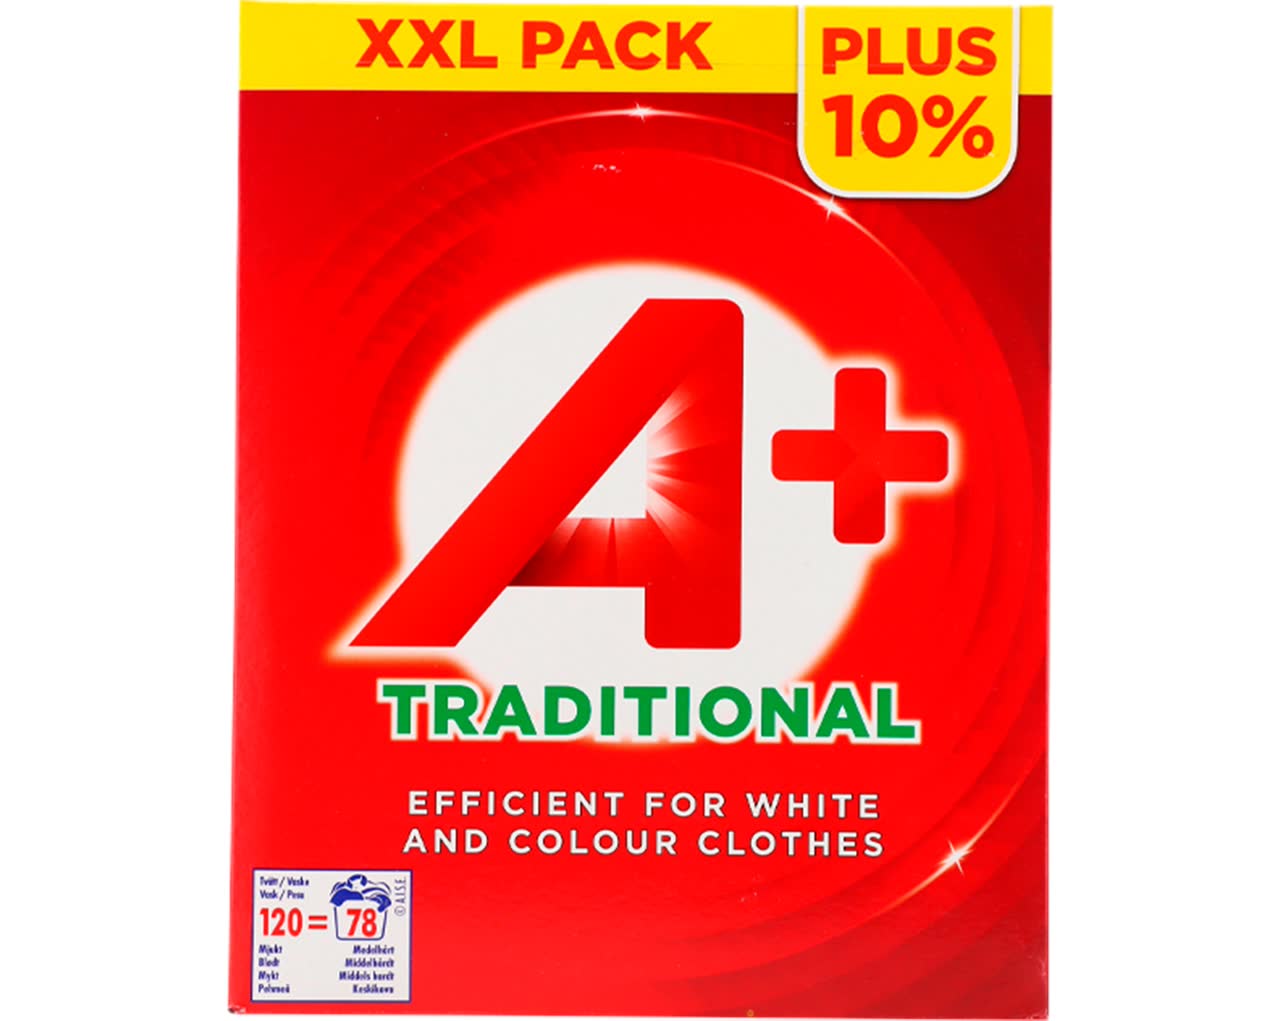 XXL PACK
PLUS
10%
A+
TRADITIONAL
EFFICIENT FOR WHITE
AND COLOUR CLOTHES
Tvätt / Vaske
Vask / Pesu
120 = 78
© A.I.S.E.
Mjukt Medelhårt
Blødt Middelhårdt
Mykt Middels hardt
Pehmeä Keskikova